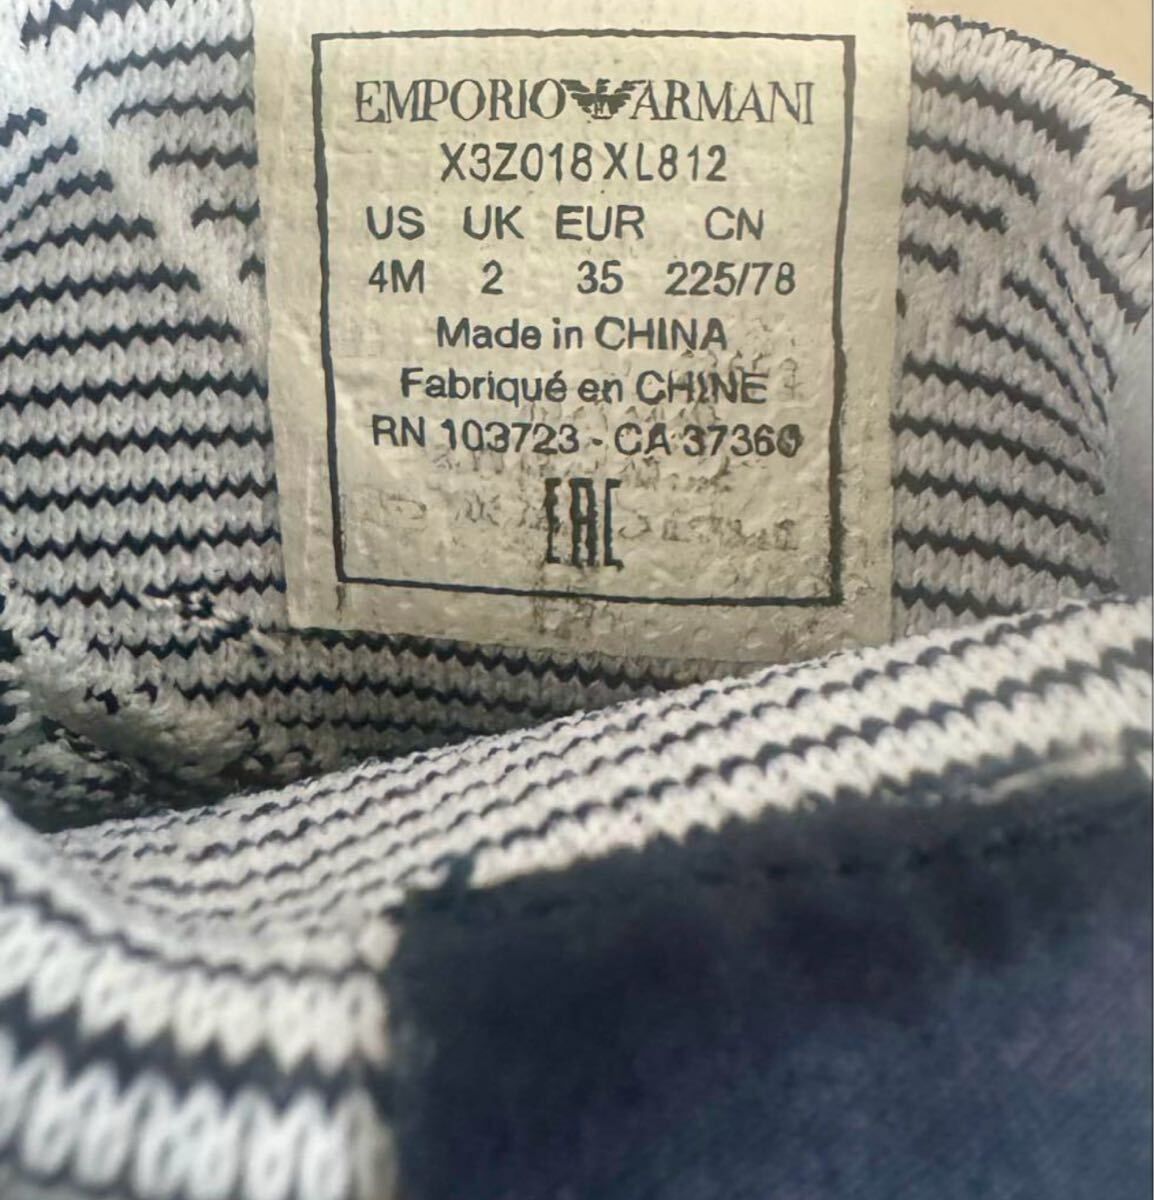 EMPORIO ARMANI
X3Z018 XL812
US UK EUR CN
4M 2 35 225/78
Made in CHINA
Fabriqué en CHINE
RN 103723 - CA 37360
EAC